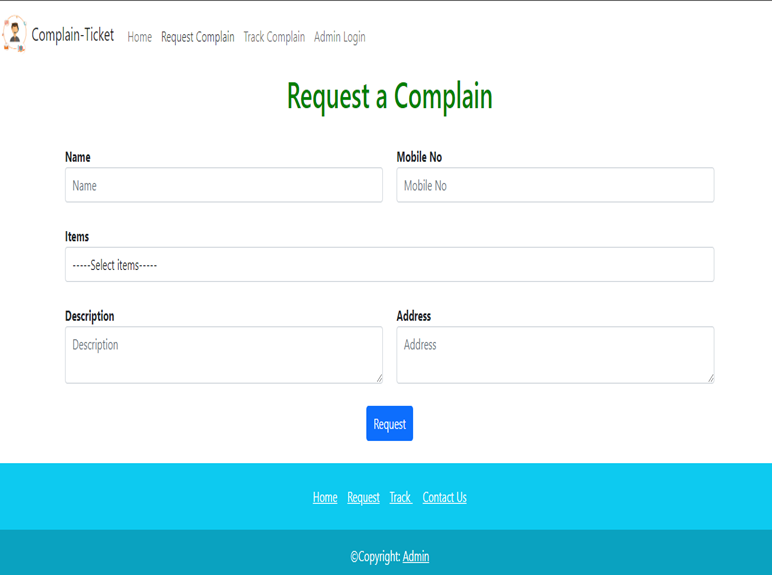 Complain-Ticket Home Request Complain Track Complain Admin Login
Request a Complain
Name Mobile No
Name Mobile No
Items
-----Select items-----
Description Address
Description Address
Request
Home Request Track Contact Us
©Copyright: Admin